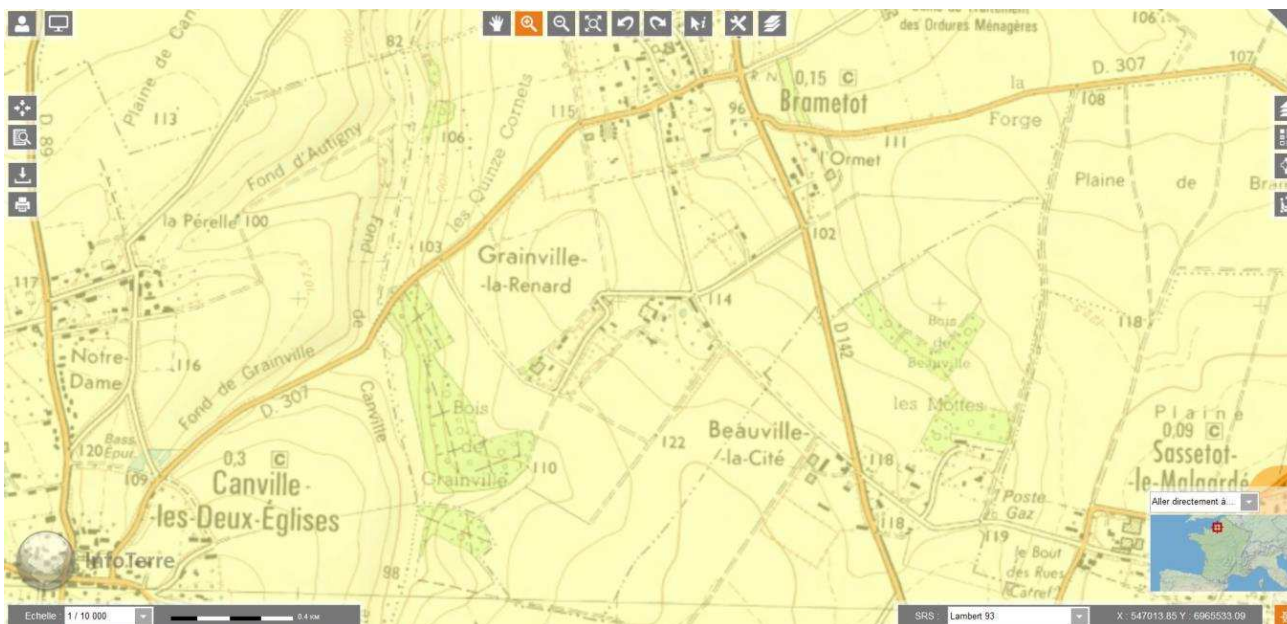 des Ordures Ménagères
106
Plaine de Can
82
107
D. 307
0,15 C
R N
Brametot
la
Forge
108
113
D 89
115
96
111
106
les Quinze Cornets
l'Ormet
Fond d'Autigny
Plaine de Bram
la Pérelle 100
Fond
de
Canville
103
102
Grainville-
-la-Renard
117
114
118
D 142
Bois
de
Beauville
Notre-
Dame
116
Fond de Grainville
D. 307
les Mottes
Bois
de
Grainville
Plaine
0,09 C
Sassetot-
-le-Malgardé
Beauville-
-la-Cité
122
120
Bass.
Épur.
109
0,3 C
Canville-
-les-Deux-Églises
110
118
118
Poste
Gaz
119
Aller directement à...
InfoTerre
98
le Bout
des Rues
Carref.
Echelle : 1 / 10 000
0.4 KM
SRS : Lambert 93
X : 547013.85 Y : 6965533.09